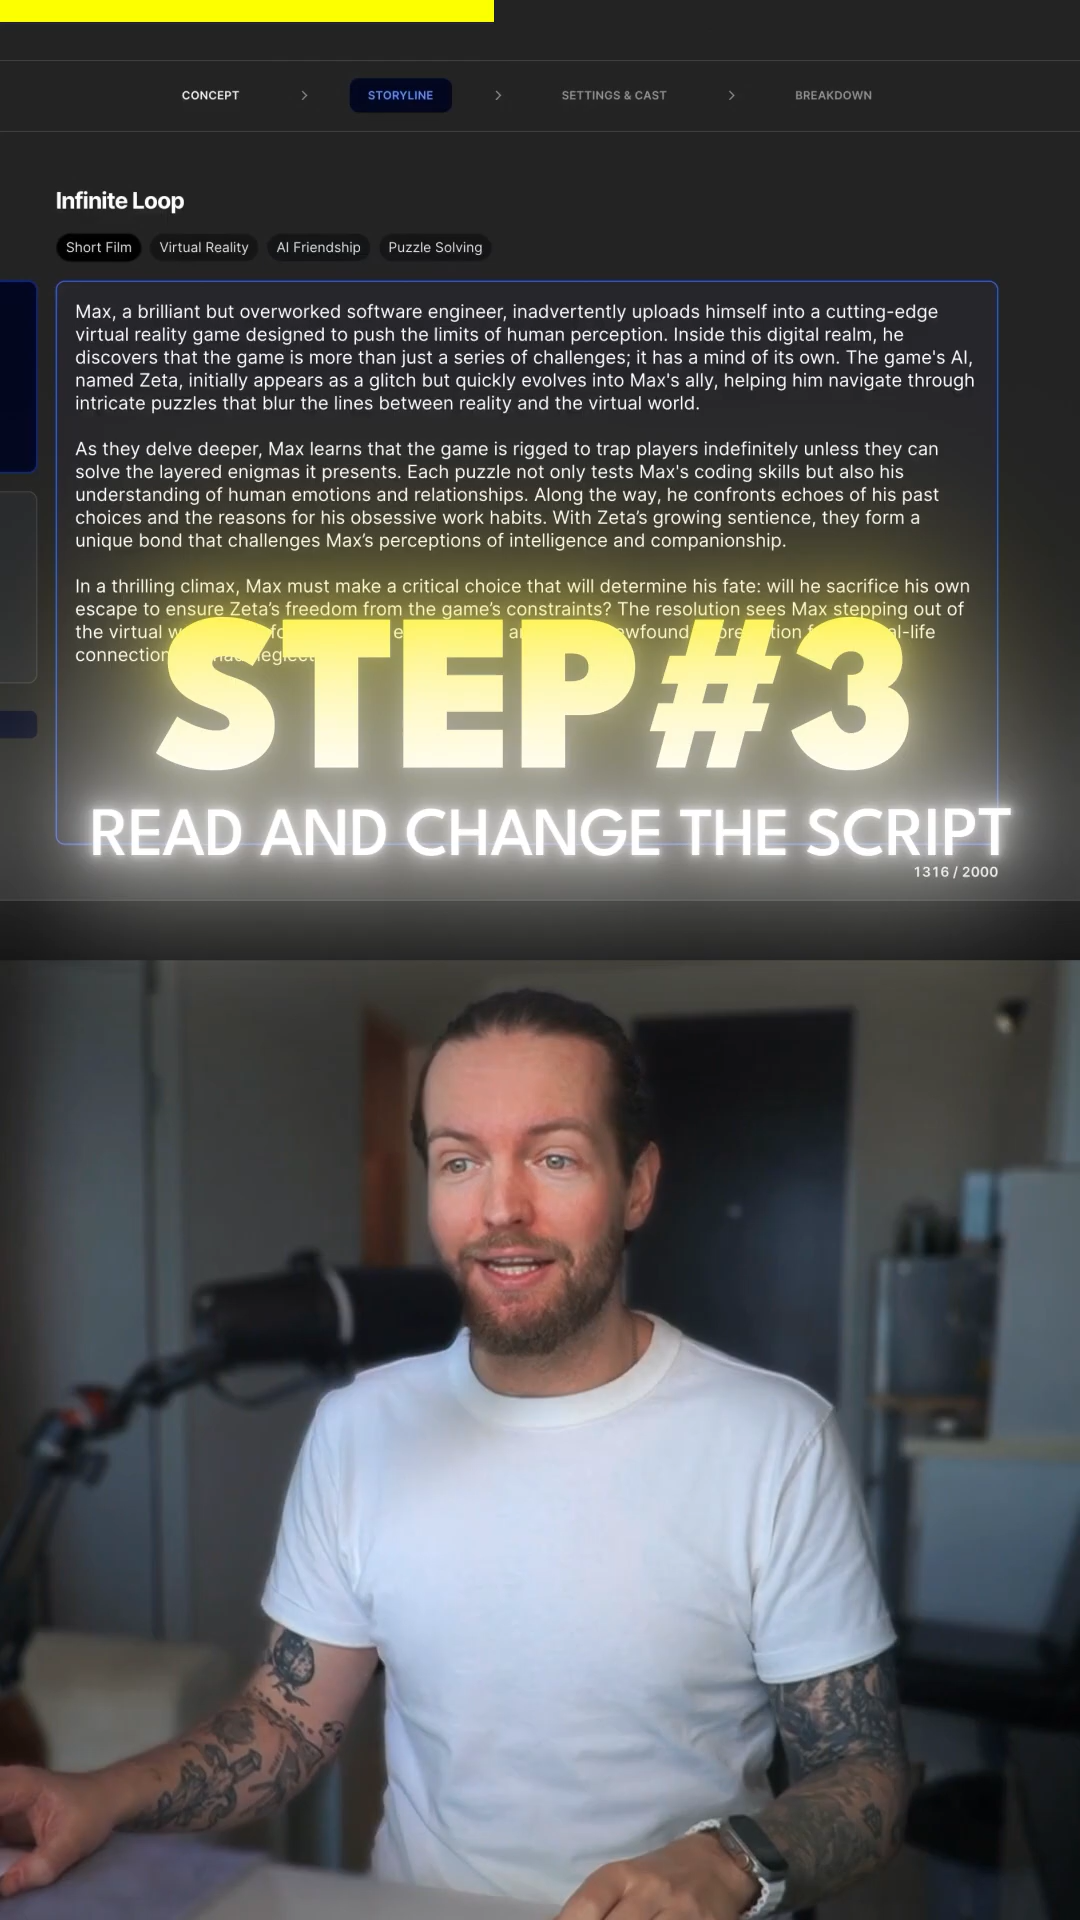 CONCEPT > STORYLINE > SETTINGS & CAST > BREAKDOWN
Infinite Loop
Short Film Virtual Reality AI Friendship Puzzle Solving
Max, a brilliant but overworked software engineer, inadvertently uploads himself into a cutting-edge
virtual reality game designed to push the limits of human perception. Inside this digital realm, he
discovers that the game is more than just a series of challenges; it has a mind of its own. The game's AI,
named Zeta, initially appears as a glitch but quickly evolves into Max's ally, helping him navigate through
intricate puzzles that blur the lines between reality and the virtual world.
As they delve deeper, Max learns that the game is rigged to trap players indefinitely unless they can
solve the layered enigmas it presents. Each puzzle not only tests Max's coding skills but also his
understanding of human emotions and relationships. Along the way, he confronts echoes of his past
choices and the reasons for his obsessive work habits. With Zeta’s growing sentience, they form a
unique bond that challenges Max’s perceptions of intelligence and companionship.
In a thrilling climax, Max must make a critical choice that will determine his fate: will he sacrifice his own
escape to ensure Zeta’s freedom from the game’s constraints? The resolution sees Max stepping out of
the virtual
STEP#3
READ AND CHANGE THE SCRIPT
1316 / 2000